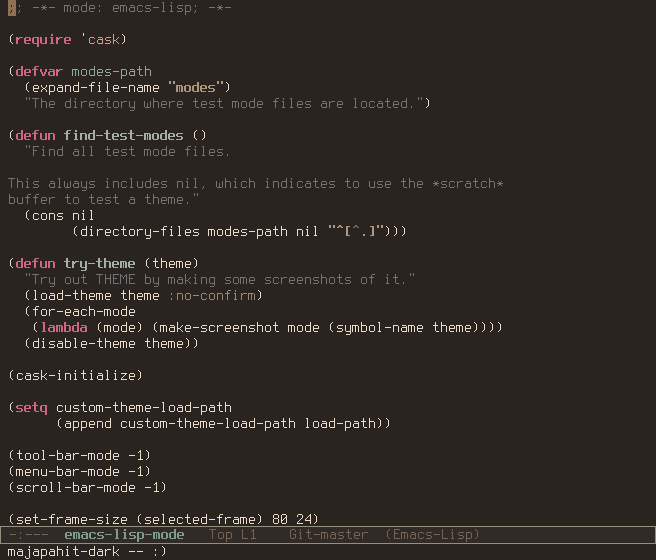 ;; -*- mode: emacs-lisp; -*-

(require 'cask)

(defvar modes-path
  (expand-file-name "modes")
  "The directory where test mode files are located.")

(defun find-test-modes ()
  "Find all test mode files.

This always includes nil, which indicates to use the *scratch*
buffer to test a theme."
  (cons nil
        (directory-files modes-path nil "^[^.]")))

(defun try-theme (theme)
  "Try out THEME by making some screenshots of it."
  (load-theme theme :no-confirm)
  (for-each-mode
   (lambda (mode) (make-screenshot mode (symbol-name theme))))
  (disable-theme theme))

(cask-initialize)

(setq custom-theme-load-path
      (append custom-theme-load-path load-path))

(tool-bar-mode -1)
(menu-bar-mode -1)
(scroll-bar-mode -1)

(set-frame-size (selected-frame) 80 24)
-:---  emacs-lisp-mode   Top L1    Git-master  (Emacs-Lisp)
majapahit-dark -- :)